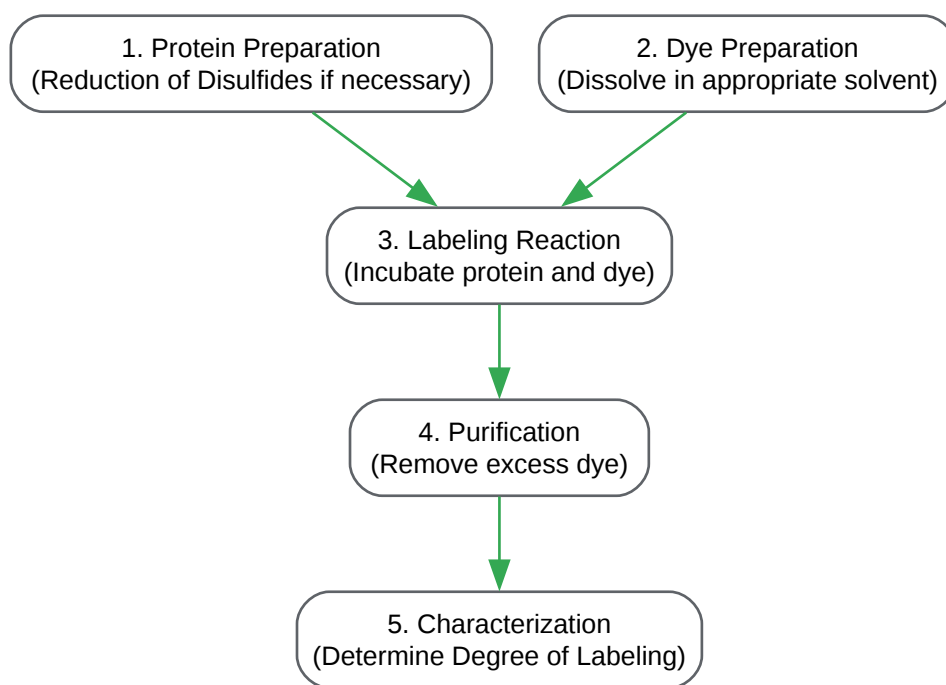 1. Protein Preparation
(Reduction of Disulfides if necessary)
2. Dye Preparation
(Dissolve in appropriate solvent)
3. Labeling Reaction
(Incubate protein and dye)
4. Purification
(Remove excess dye)
5. Characterization
(Determine Degree of Labeling)